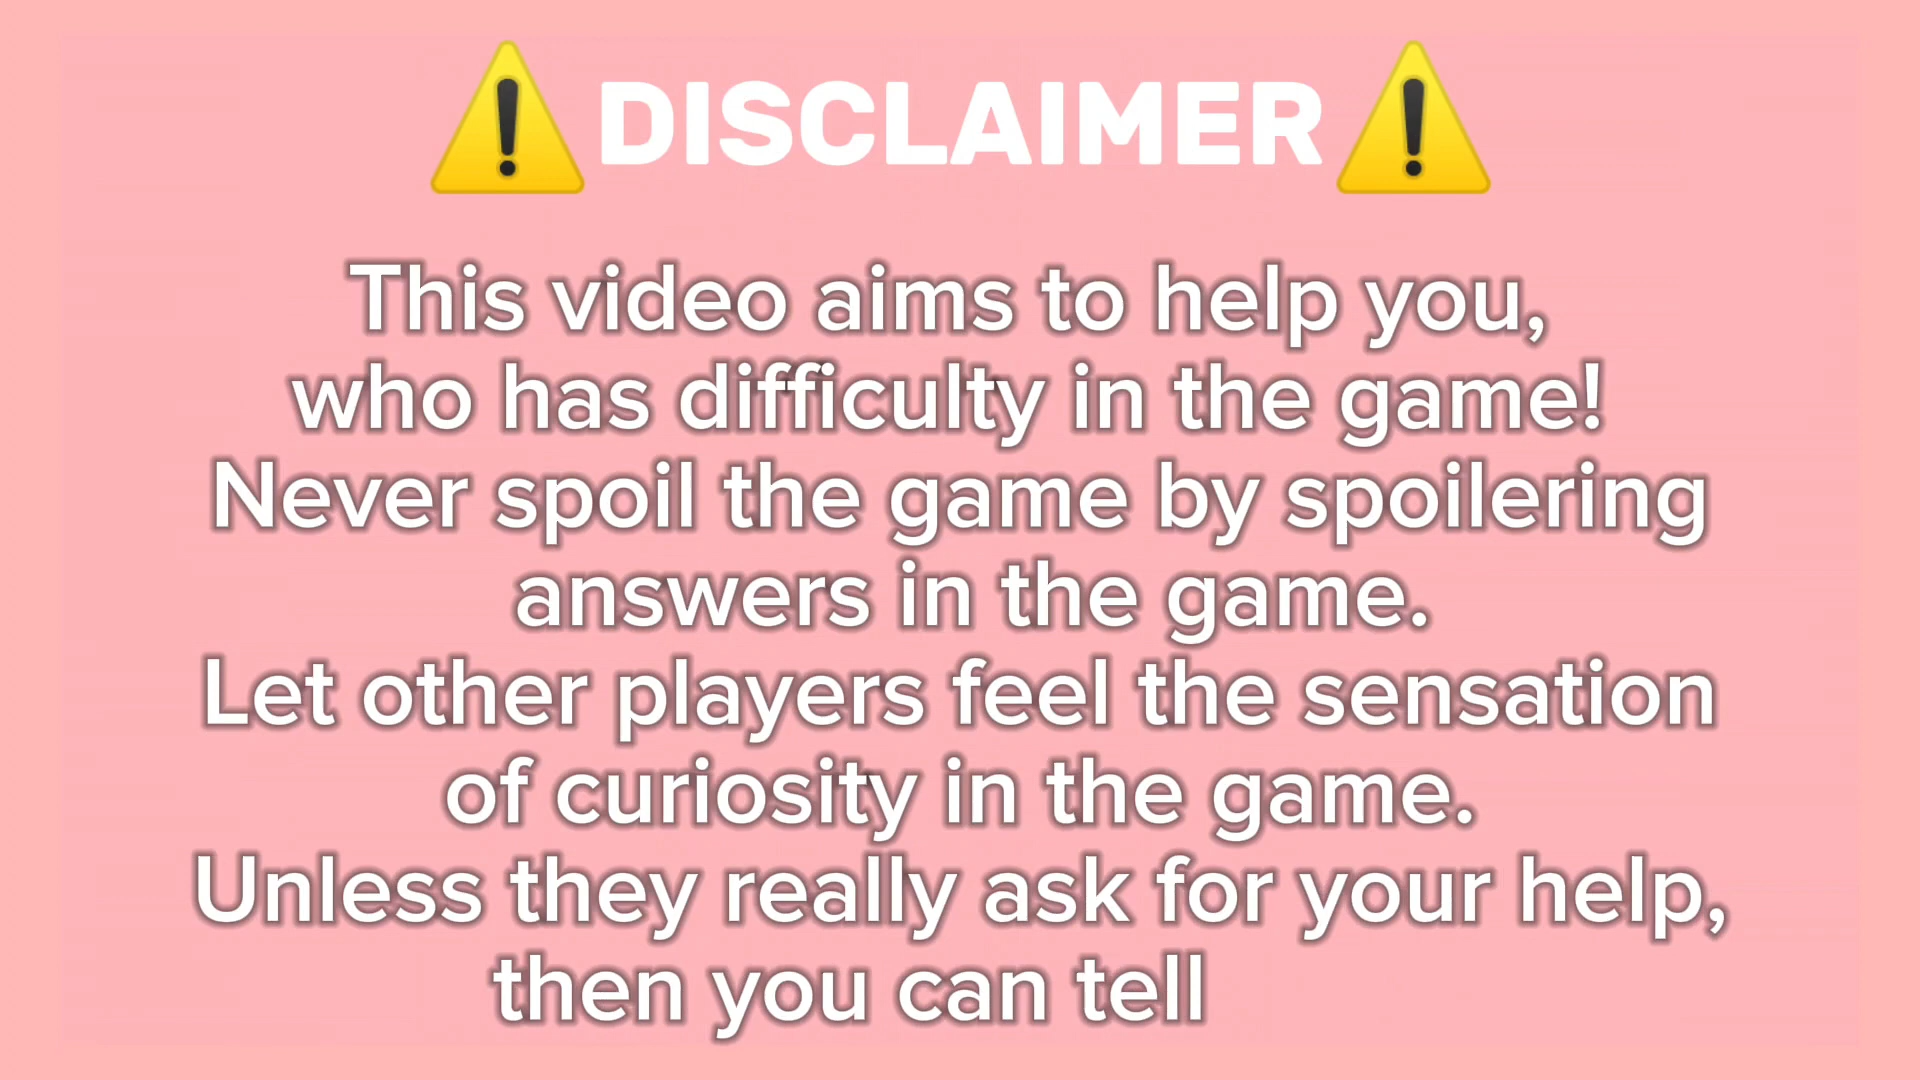 ⚠️DISCLAIMER⚠️
This video aims to help you,
who has difficulty in the game!
Never spoil the game by spoilering
answers in the game.
Let other players feel the sensation
of curiosity in the game.
Unless they really ask for your help,
then you can tell